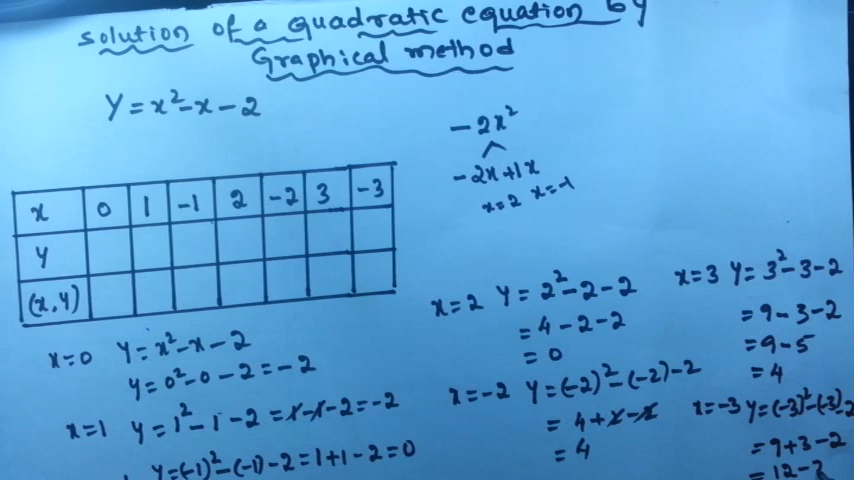 solution of a quadratic equation by
Graphical method
Y = x² - x - 2
- 2x²
- 2x + 1x
x = 2 x = -1
x 0 1 -1 2 -2 3 -3
y
(x, y)
x = 0 Y = x² - x - 2
y = 0² - 0 - 2 = -2
x = 1 y = 1² - 1 - 2 = 1 - 1 - 2 = -2
y = (-1)² - (-1) - 2 = 1 + 1 - 2 = 0
x = 2 Y = 2² - 2 - 2
= 4 - 2 - 2
= 0
x = -2 Y = (-2)² - (-2) - 2
= 4 + 2 - 2
= 4
x = 3 Y = 3² - 3 - 2
= 9 - 3 - 2
= 9 - 5
= 4
x = -3 y = (-3)² - (-3) - 2
= 9 + 3 - 2
= 12 - 2